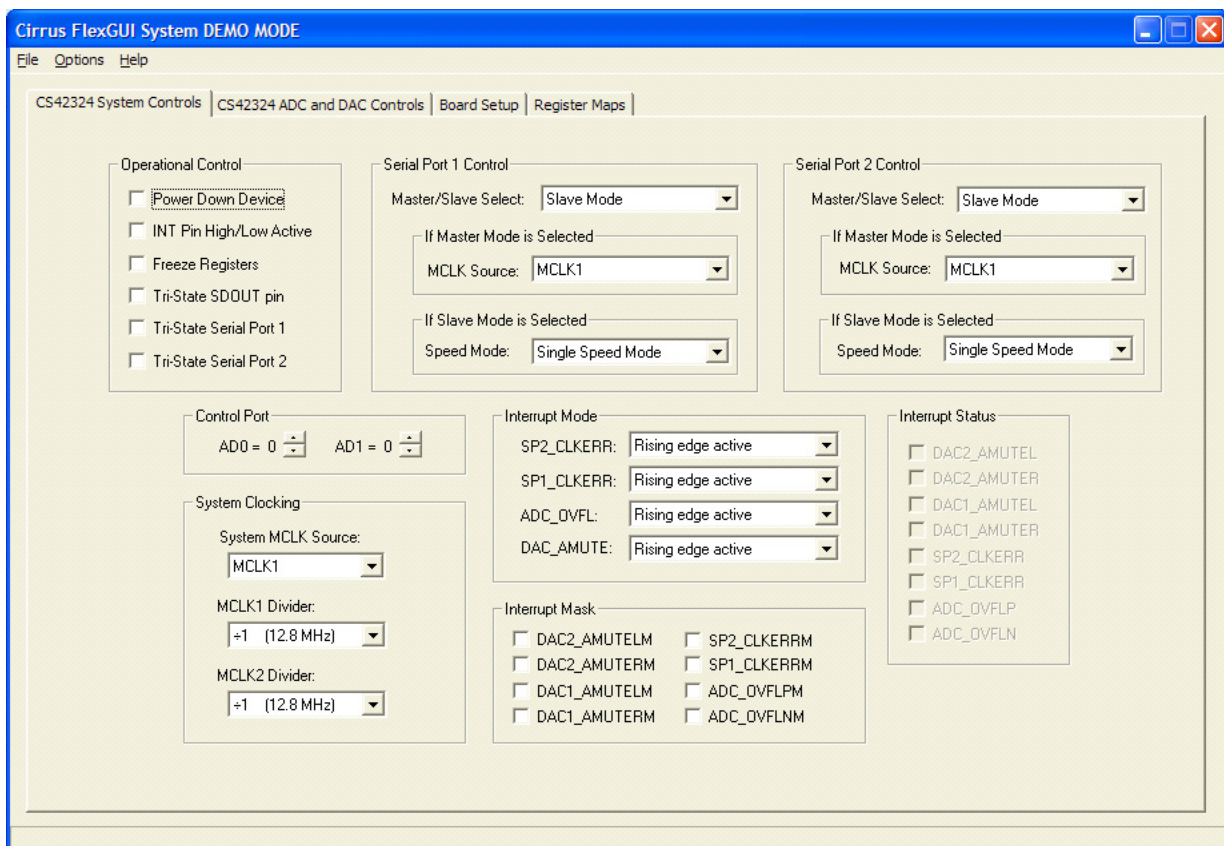 Cirrus FlexGUI System DEMO MODE
File Options Help
CS42324 System Controls CS42324 ADC and DAC Controls Board Setup Register Maps
Operational Control
Power Down Device
INT Pin High/Low Active
Freeze Registers
Tri-State SDOUT pin
Tri-State Serial Port 1
Tri-State Serial Port 2
Serial Port 1 Control
Master/Slave Select: Slave Mode
If Master Mode is Selected
MCLK Source: MCLK1
If Slave Mode is Selected
Speed Mode: Single Speed Mode
Serial Port 2 Control
Master/Slave Select: Slave Mode
If Master Mode is Selected
MCLK Source: MCLK1
If Slave Mode is Selected
Speed Mode: Single Speed Mode
Control Port
AD0 = 0 AD1 = 0
System Clocking
System MCLK Source:
MCLK1
MCLK1 Divider:
÷1 (12.8 MHz)
MCLK2 Divider:
÷1 (12.8 MHz)
Interrupt Mode
SP2_CLKERR: Rising edge active
SP1_CLKERR: Rising edge active
ADC_OVFL: Rising edge active
DAC_AMUTE: Rising edge active
Interrupt Mask
DAC2_AMUTELM SP2_CLKERRM
DAC2_AMUTERM SP1_CLKERRM
DAC1_AMUTELM ADC_OVFLPM
DAC1_AMUTERM ADC_OVFLNM
Interrupt Status
DAC2_AMUTEL
DAC2_AMUTER
DAC1_AMUTEL
DAC1_AMUTER
SP2_CLKERR
SP1_CLKERR
ADC_OVFLP
ADC_OVFLN